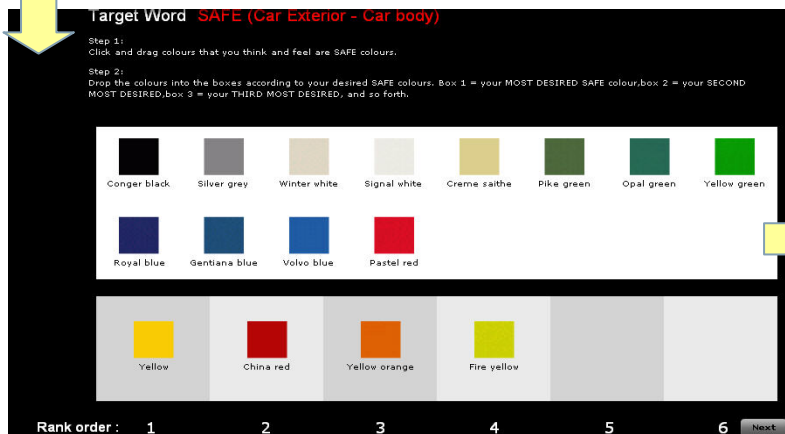 Target Word SAFE (Car Exterior - Car body)
Step 1:
Click and drag colours that you think and feel are SAFE colours.
Step 2:
Drop the colours into the boxes according to your desired SAFE colours. Box 1 = your MOST DESIRED SAFE colour,box 2 = your SECOND
MOST DESIRED,box 3 = your THIRD MOST DESIRED, and so forth.
Conger black Silver grey Winter white Signal white Creme saithe Pike green Opal green Yellow green
Royal blue Gentiana blue Volvo blue Pastel red
Yellow China red Yellow orange Fire yellow
Rank order : 1 2 3 4 5 6 Next